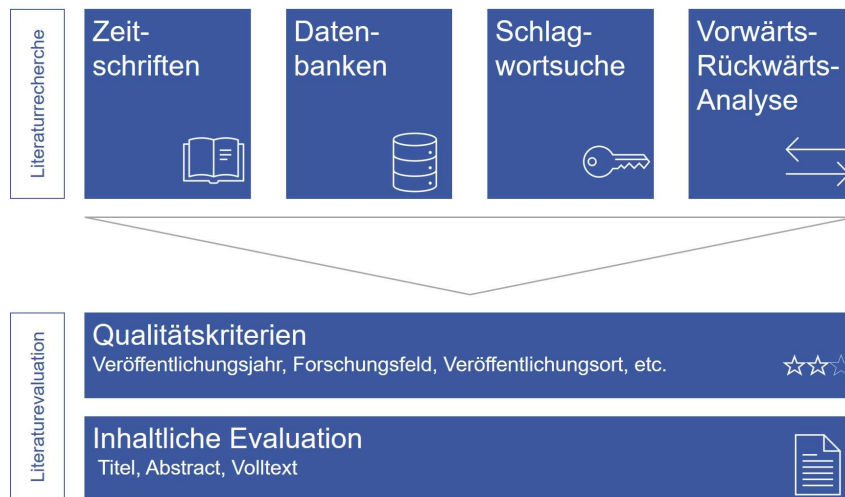 Literaturrecherche
Zeit-
schriften
Daten-
banken
Schlag-
wortsuche
Vorwärts-
Rückwärts-
Analyse
Literaturevaluation
Qualitätskriterien
Veröffentlichungsjahr, Forschungsfeld, Veröffentlichungsort, etc.
Inhaltliche Evaluation
Titel, Abstract, Volltext